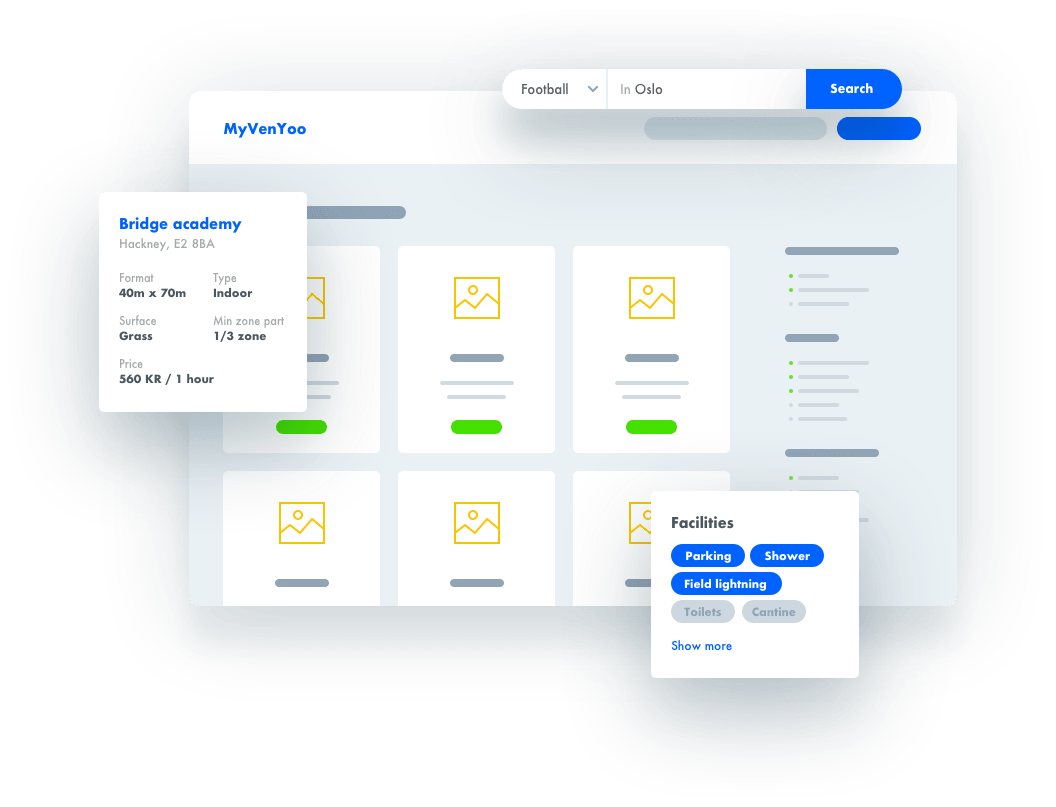 Football In Oslo Search
MyVenYoo
Bridge academy
Hackney, E2 8BA
Format Type
40m x 70m Indoor
Surface Min zone part
Grass 1/3 zone
Price
560 KR / 1 hour
Facilities
Parking Shower
Field lightning
Toilets Cantine
Show more